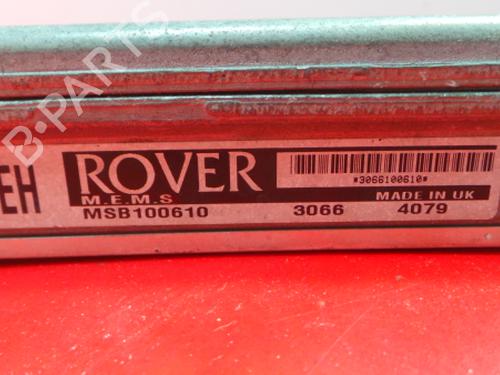 B-PARTS
EH
ROVER
M.E.M.S
MSB100610
*3066100610*
MADE IN UK
3066 4079